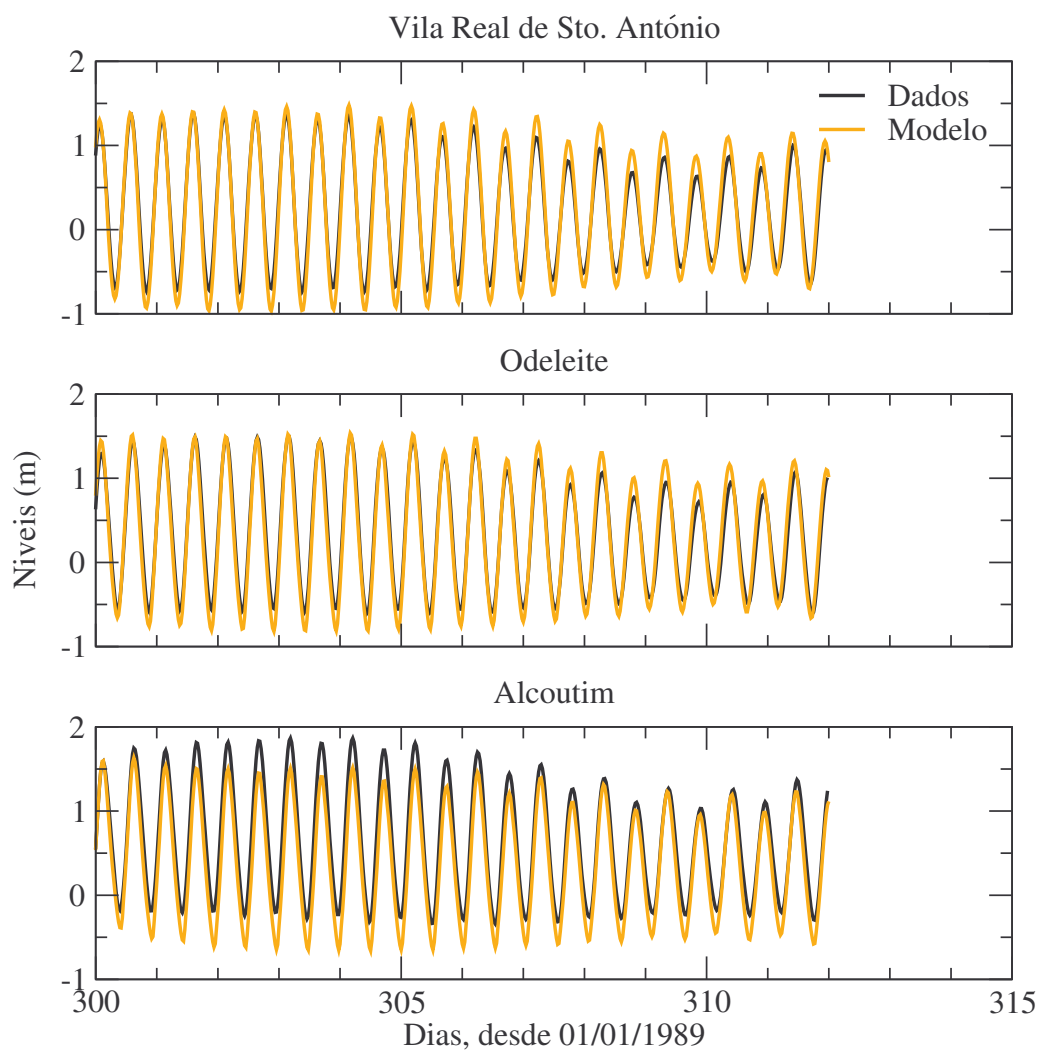 Vila Real de Sto. António
2
1
0
-1
Dados
Modelo
Odeleite
2
1
0
-1
Niveis (m)
Alcoutim
2
1
0
-1
300 305 310 315
Dias, desde 01/01/1989